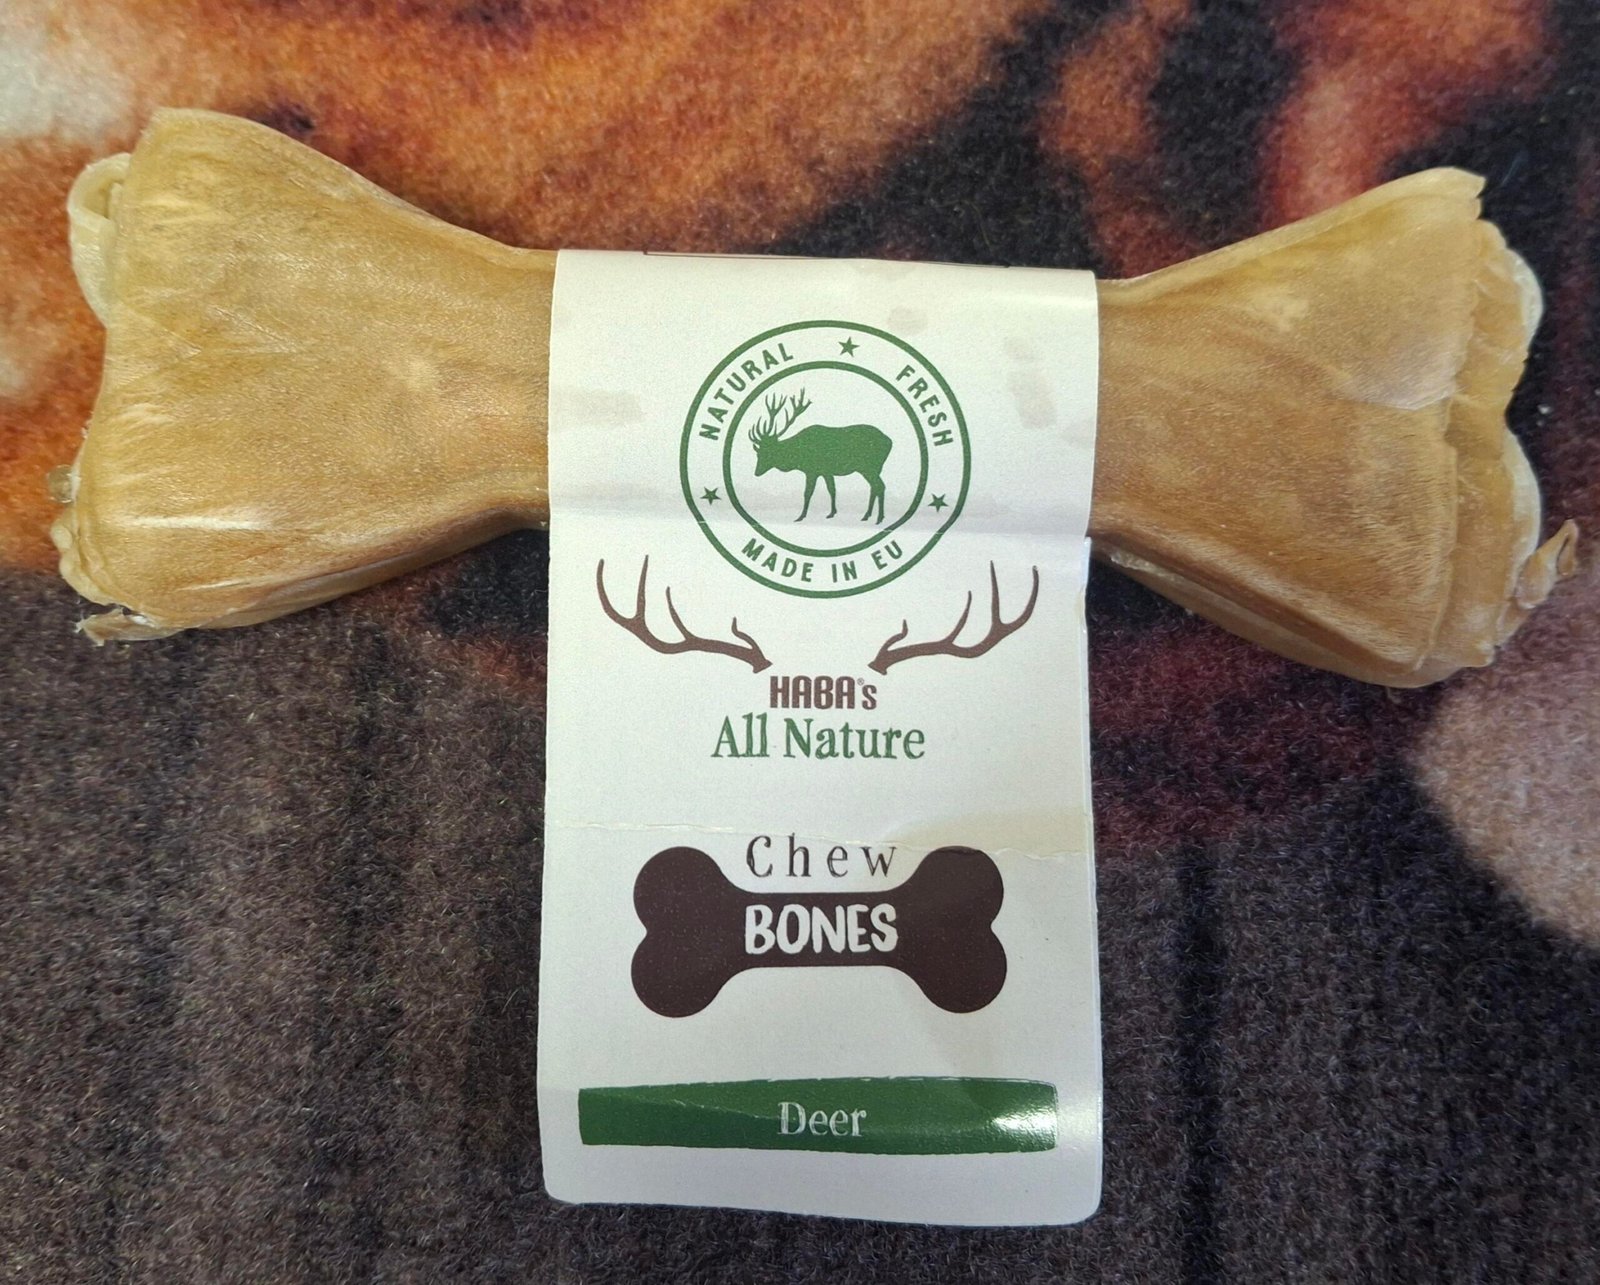 NATURAL
FRESH
MADE IN EU
HABA®s
All Nature
Chew
BONES
Deer